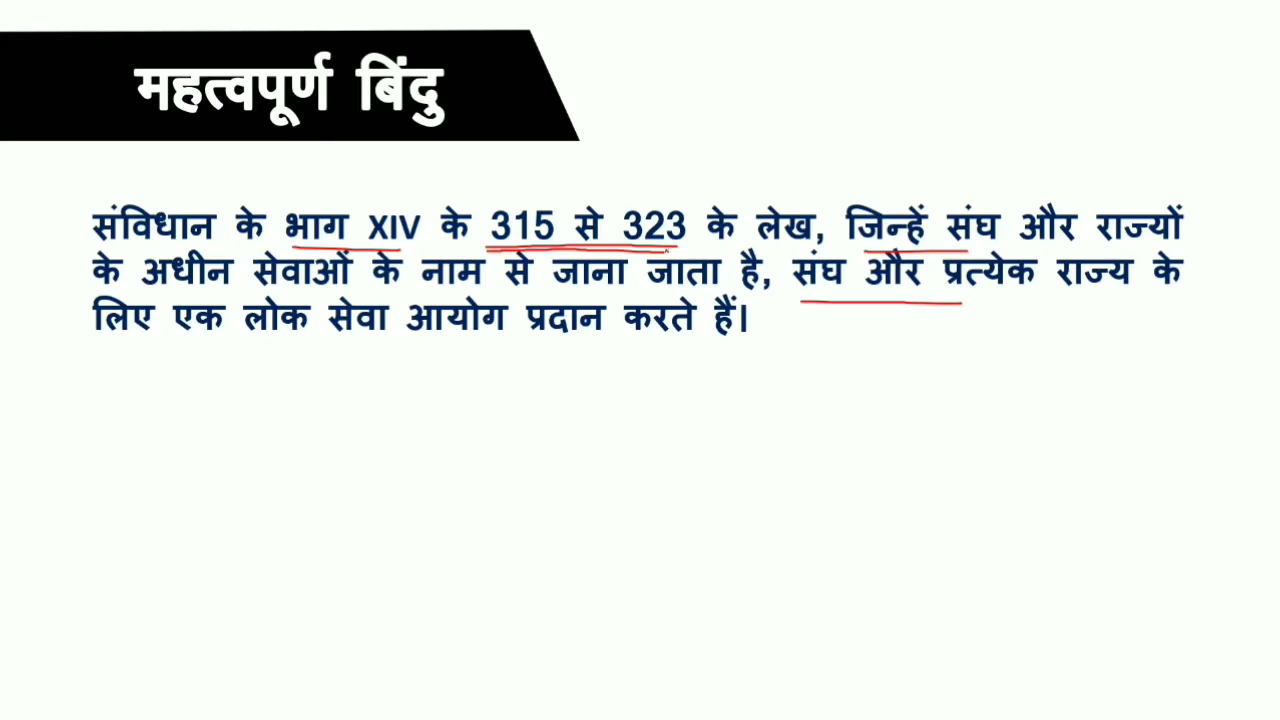 महत्वपूर्ण बिंदु
संविधान के भाग XIV के 315 से 323 के लेख, जिन्हें संघ और राज्यों
के अधीन सेवाओं के नाम से जाना जाता है, संघ और प्रत्येक राज्य के
लिए एक लोक सेवा आयोग प्रदान करते हैं।